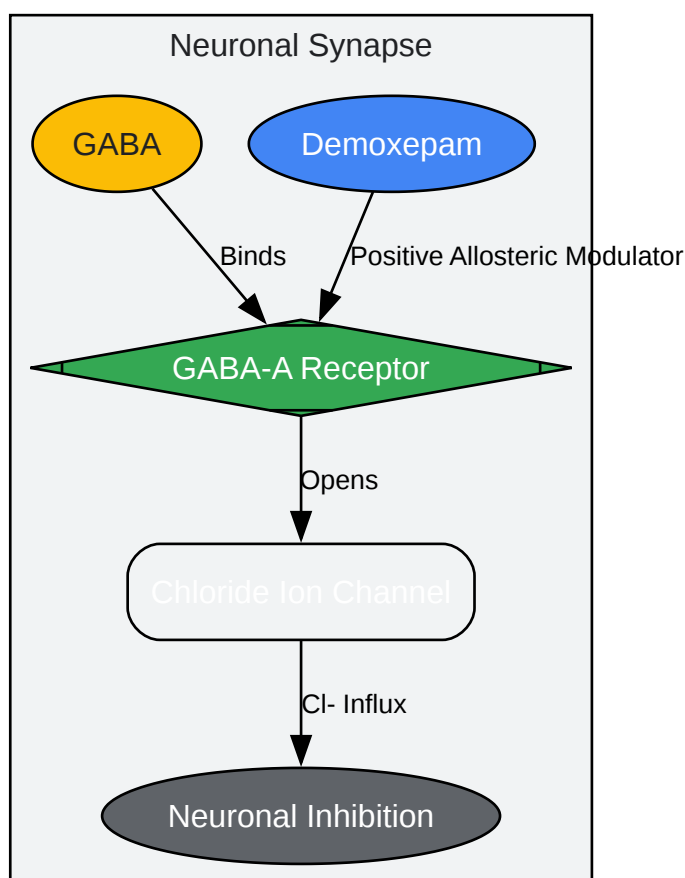 Neuronal Synapse
GABA
Demoxepam
Binds
Positive Allosteric Modulator
GABA-A Receptor
Opens
Chloride Ion Channel
Cl- Influx
Neuronal Inhibition